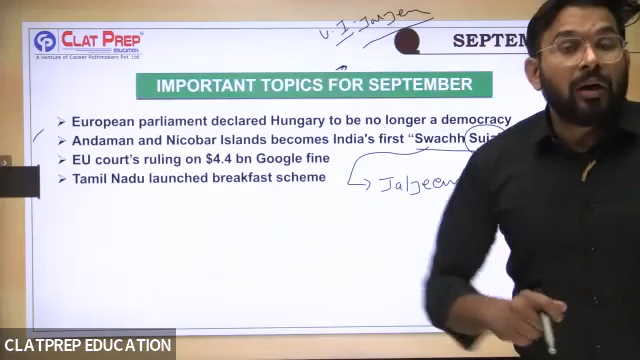 CP CLAT PREP
EDUCATION
A venture of Career Pathmakers Pvt. Ltd.
SEPTEM
IMPORTANT TOPICS FOR SEPTEMBER
➢ European parliament declared Hungary to be no longer a democracy
➢ Andaman and Nicobar Islands becomes India's first "Swachh Suja
➢ EU court's ruling on $4.4 bn Google fine
➢ Tamil Nadu launched breakfast scheme
CLATPREP EDUCATION